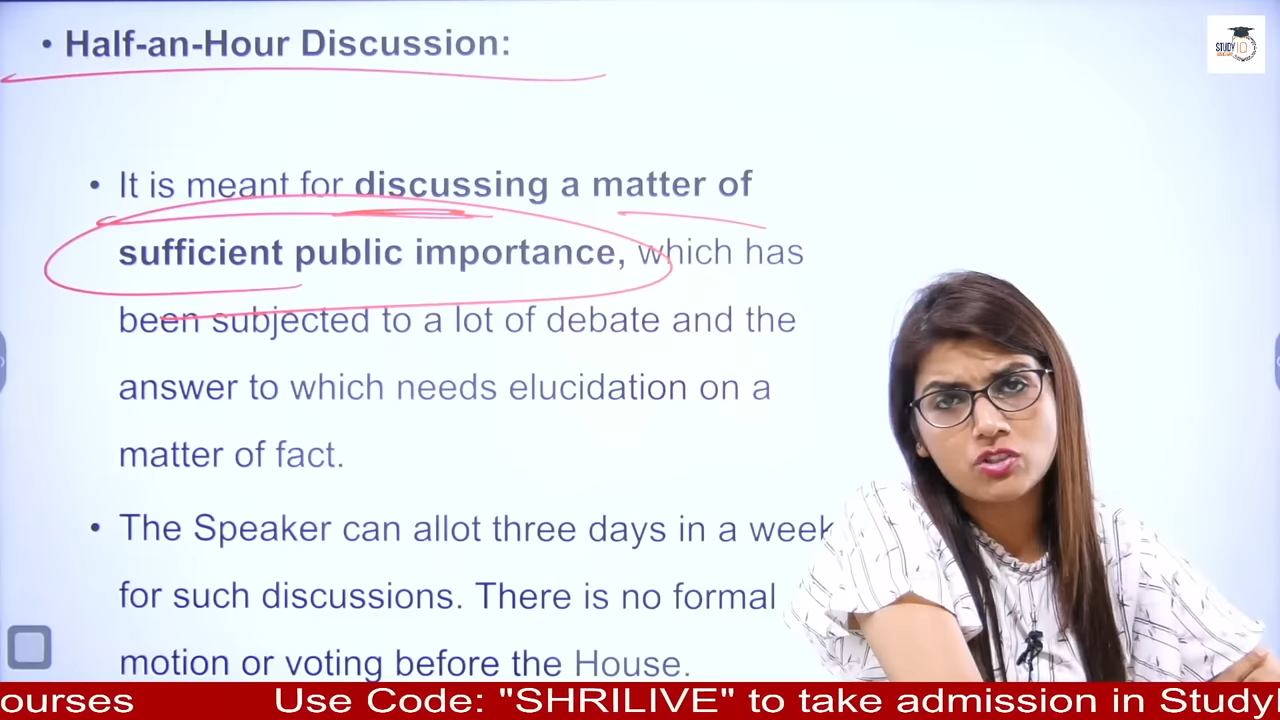 • Half-an-Hour Discussion:
STUDY IQ
• It is meant for discussing a matter of
sufficient public importance, which has
been subjected to a lot of debate and the
answer to which needs elucidation on a
matter of fact.
• The Speaker can allot three days in a week
for such discussions. There is no formal
motion or voting before the House.
ourses Use Code: "SHRILIVE" to take admission in StudyI